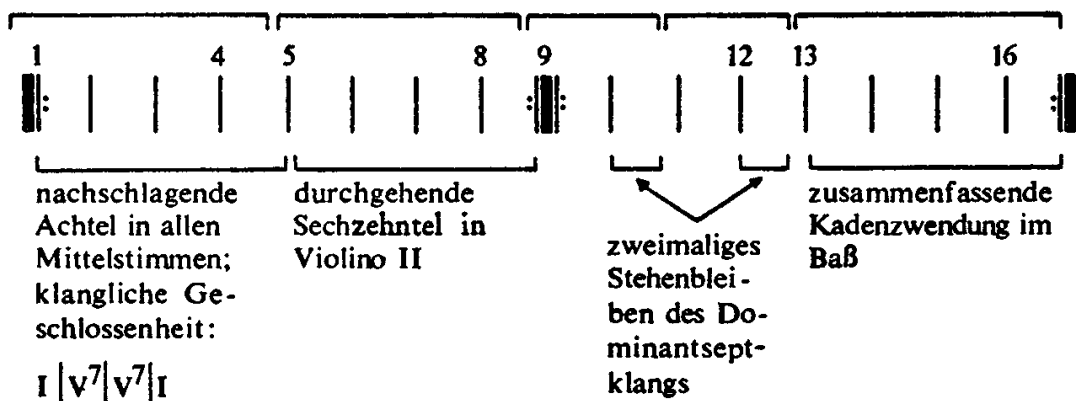 1 4 5 8 9 12 13 16
nachschlagende
Achtel in allen
Mittelstimmen;
klangliche Ge-
schlossenheit:
I |V⁷|V⁷|I
durchgehende
Sechzehntel in
Violino II
zweimaliges
Stehenblei-
ben des Do-
minantsept-
klangs
zusammenfassende
Kadenzwendung im
Baß